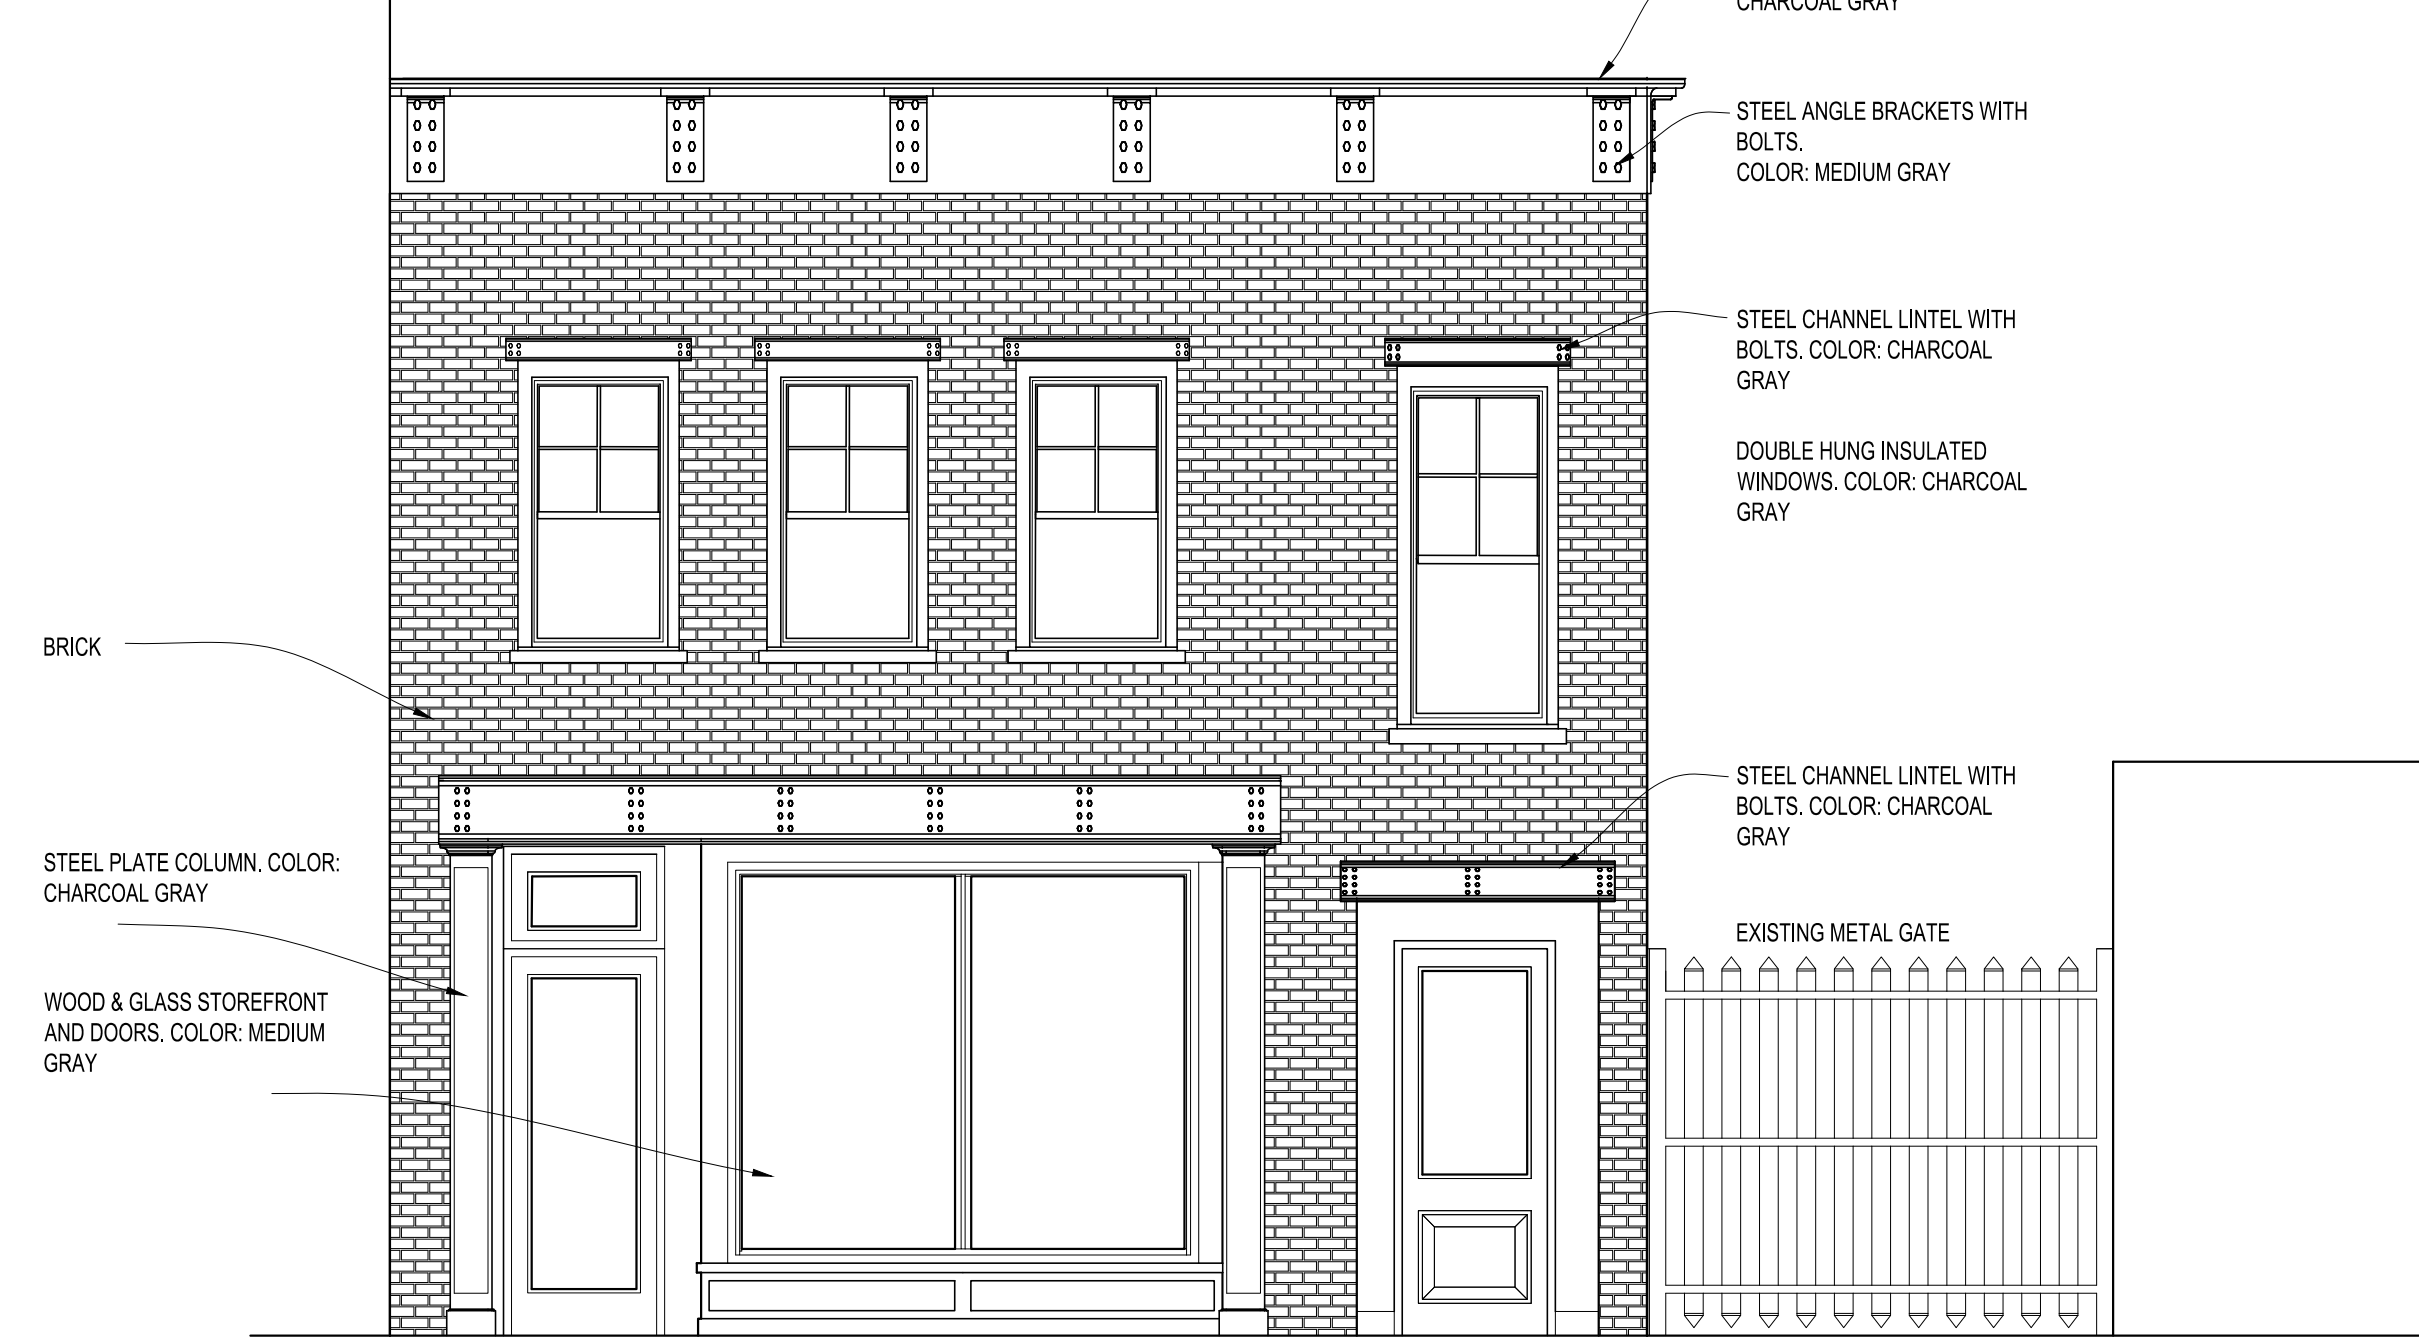 CHARCOAL GRAY
STEEL ANGLE BRACKETS WITH
BOLTS.
COLOR: MEDIUM GRAY
STEEL CHANNEL LINTEL WITH
BOLTS. COLOR: CHARCOAL
GRAY
DOUBLE HUNG INSULATED
WINDOWS. COLOR: CHARCOAL
GRAY
BRICK
STEEL CHANNEL LINTEL WITH
BOLTS. COLOR: CHARCOAL
GRAY
STEEL PLATE COLUMN. COLOR:
CHARCOAL GRAY
EXISTING METAL GATE
WOOD & GLASS STOREFRONT
AND DOORS. COLOR: MEDIUM
GRAY